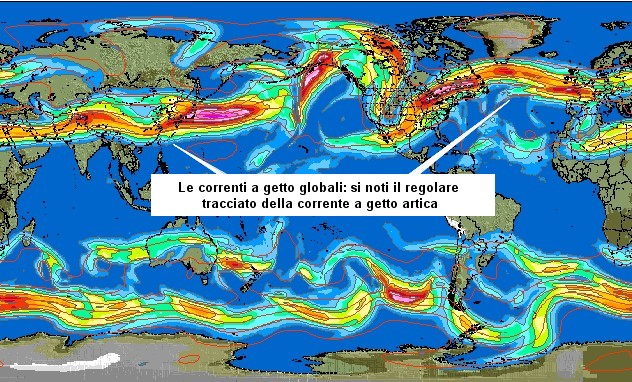 Le correnti a getto globali: si noti il regolare
tracciato della corrente a getto artica